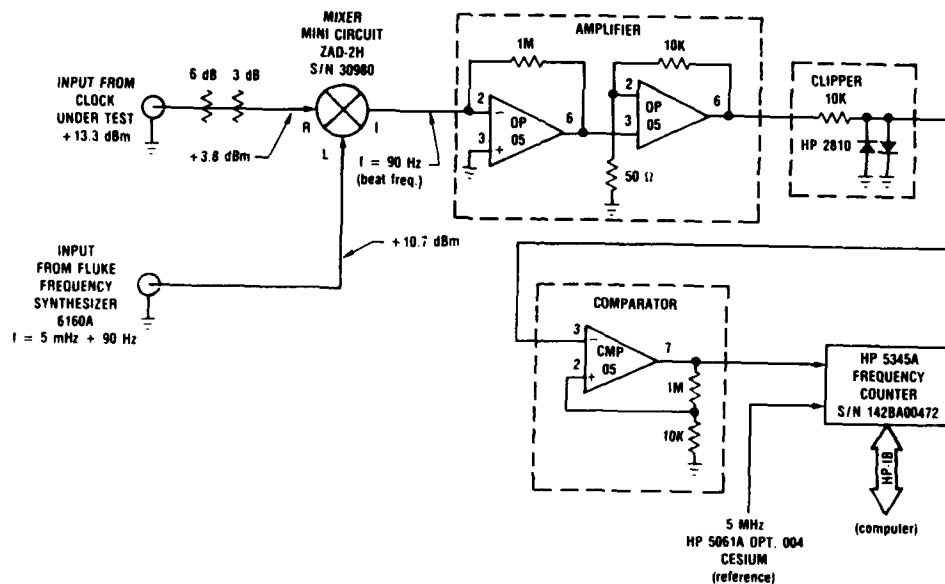 MIXER
MINI CIRCUIT
ZAD-2H
S/N 30980
INPUT FROM
CLOCK
UNDER TEST
+13.3 dBm
6 dB
3 dB
R
I
L
+3.8 dBm
f = 90 Hz
(beat freq.)
+10.7 dBm
INPUT
FROM FLUKE
FREQUENCY
SYNTHESIZER
6160A
f = 5 mHz + 90 Hz
AMPLIFIER
1M
2
-
OP
05
3
+
6
10K
2
OP
05
3
6
50 Ω
CLIPPER
10K
HP 2810
COMPARATOR
3
-
CMP
05
2
+
7
1M
10K
HP 5345A
FREQUENCY
COUNTER
S/N 142BA00472
HP-IB
(computer)
5 MHz
HP 5061A OPT. 004
CESIUM
(reference)